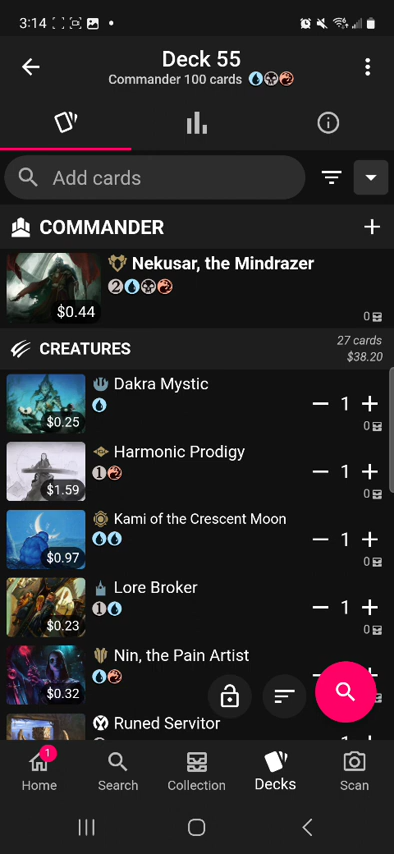 3:14
Deck 55
Commander 100 cards
Add cards
COMMANDER
Nekusar, the Mindrazer
2
$0.44
0
CREATURES
27 cards
$38.20
Dakra Mystic
$0.25
1
0
Harmonic Prodigy
1
$1.59
1
0
Kami of the Crescent Moon
$0.97
1
0
Lore Broker
1
$0.23
1
0
Nin, the Pain Artist
$0.32
Runed Servitor
1
Home
Search
Collection
Decks
Scan